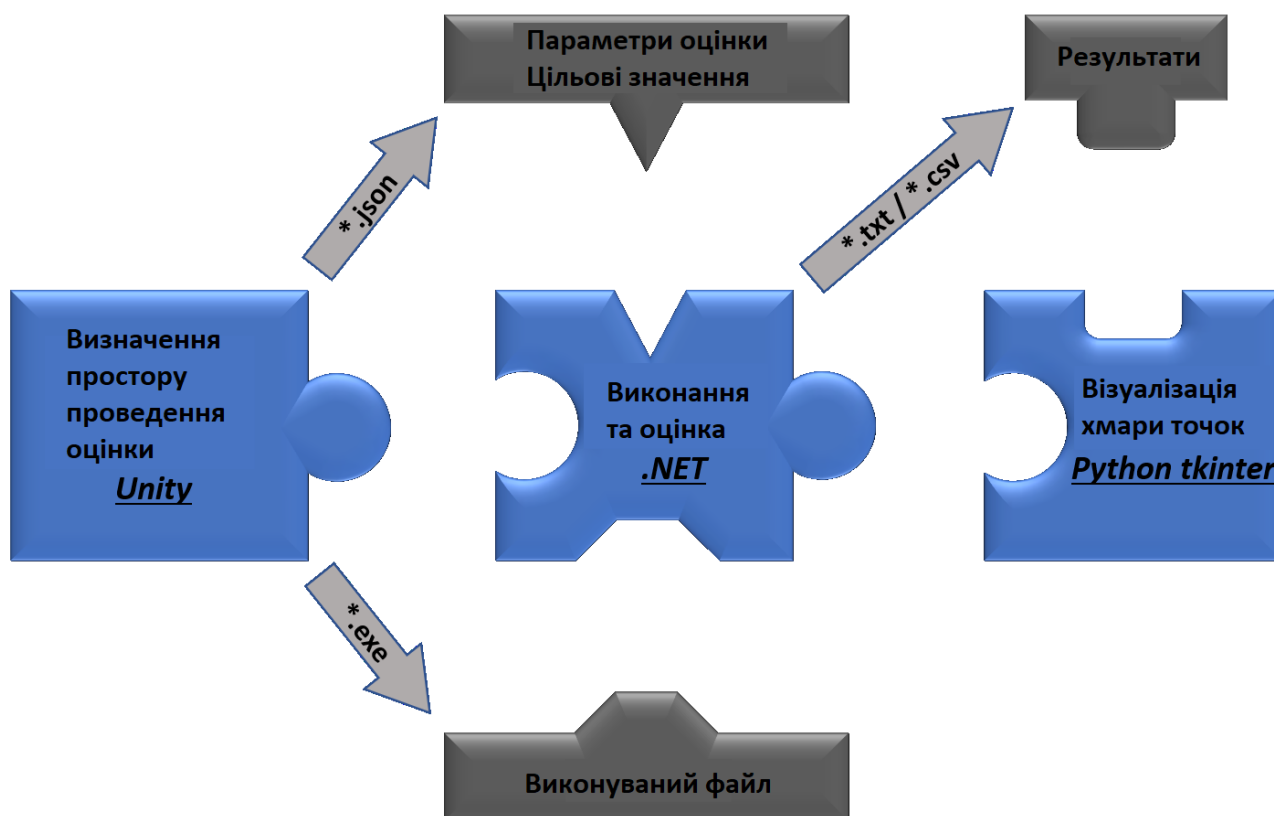 Параметри оцінки
Цільові значення
Результати
* .json
* .txt / * .csv
Визначення
простору
проведення
оцінки
Unity
Виконання
та оцінка
.NET
Візуалізація
хмари точок
Python tkinter
* .exe
Виконуваний файл